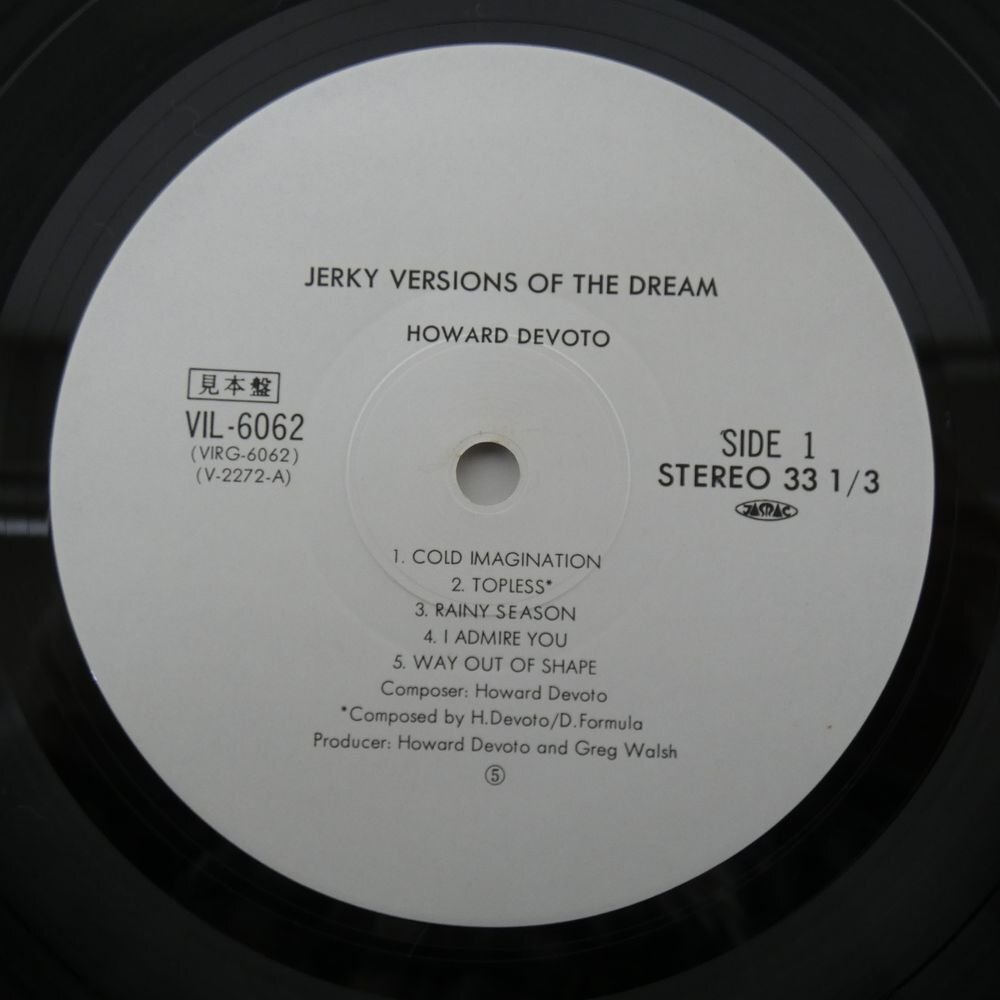 JERKY VERSIONS OF THE DREAM
HOWARD DEVOTO
見本盤
VIL-6062
(VIRG-6062)
(V-2272-A)
SIDE 1
STEREO 33 1/3
JASRAC
1. COLD IMAGINATION
2. TOPLESS*
3. RAINY SEASON
4. I ADMIRE YOU
5. WAY OUT OF SHAPE
Composer: Howard Devoto
*Composed by H.Devoto/D.Formula
Producer: Howard Devoto and Greg Walsh
⑤